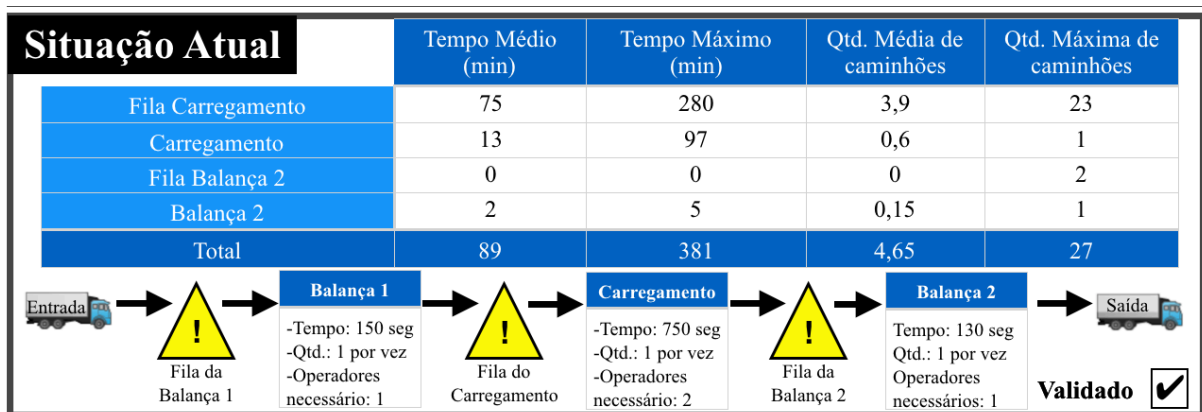 Situação Atual
Tempo Médio (min) Tempo Máximo (min) Qtd. Média de caminhões Qtd. Máxima de caminhões
Fila Carregamento 75 280 3,9 23
Carregamento 13 97 0,6 1
Fila Balança 2 0 0 0 2
Balança 2 2 5 0,15 1
Total 89 381 4,65 27
Entrada
Fila da
Balança 1
Balança 1
-Tempo: 150 seg
-Qtd.: 1 por vez
-Operadores
necessário: 1
Fila do
Carregamento
Carregamento
-Tempo: 750 seg
-Qtd.: 1 por vez
-Operadores
necessário: 2
Fila da
Balança 2
Balança 2
Tempo: 130 seg
Qtd.: 1 por vez
Operadores
necessário: 1
Saída
Validado
!
!
!